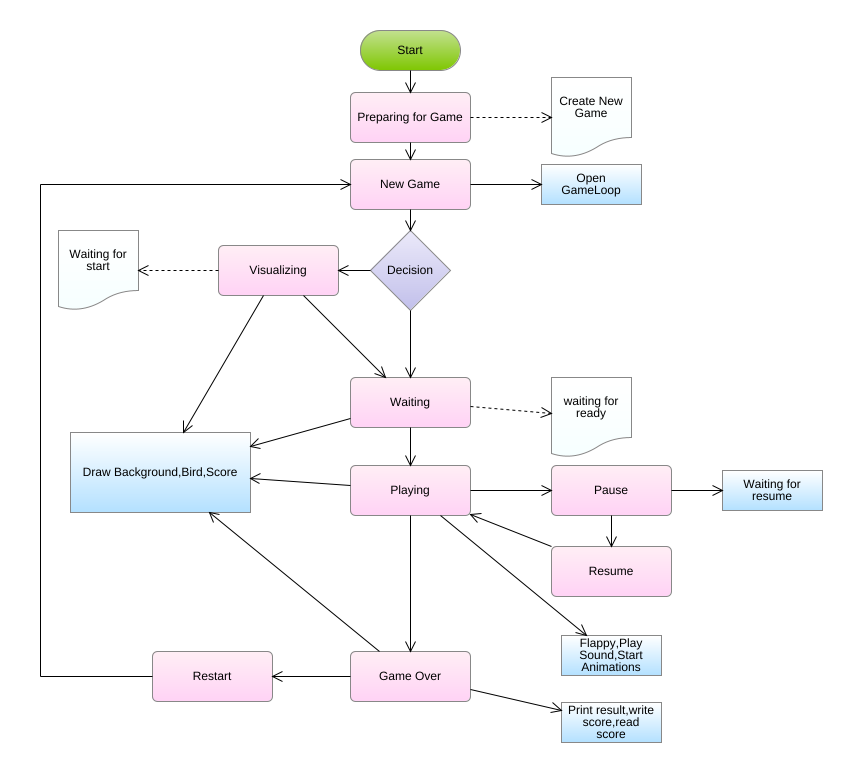 Start
Preparing for Game
Create New
Game
New Game
Open
GameLoop
Waiting for
start
Visualizing
Decision
Waiting
waiting for
ready
Draw Background,Bird,Score
Playing
Pause
Waiting for
resume
Resume
Flappy,Play
Sound,Start
Animations
Restart
Game Over
Print result,write
score,read
score